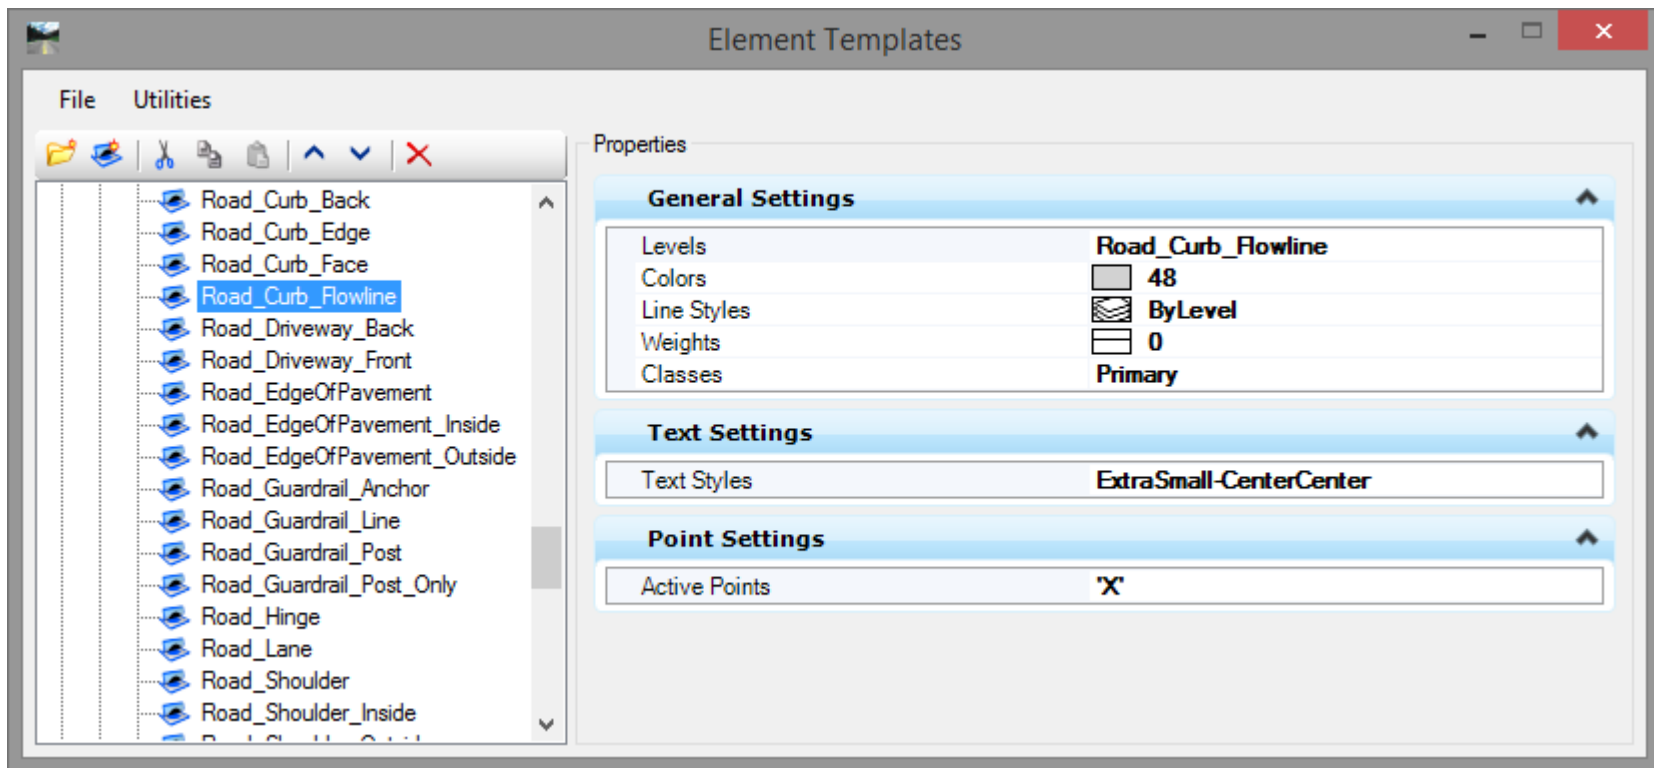 Element Templates
File Utilities
Properties
Road_Curb_Back
Road_Curb_Edge
Road_Curb_Face
Road_Curb_Flowline
Road_Driveway_Back
Road_Driveway_Front
Road_EdgeOfPavement
Road_EdgeOfPavement_Inside
Road_EdgeOfPavement_Outside
Road_Guardrail_Anchor
Road_Guardrail_Line
Road_Guardrail_Post
Road_Guardrail_Post_Only
Road_Hinge
Road_Lane
Road_Shoulder
Road_Shoulder_Inside
General Settings
Levels Road_Curb_Flowline
Colors 48
Line Styles ByLevel
Weights 0
Classes Primary
Text Settings
Text Styles ExtraSmall-CenterCenter
Point Settings
Active Points 'X'